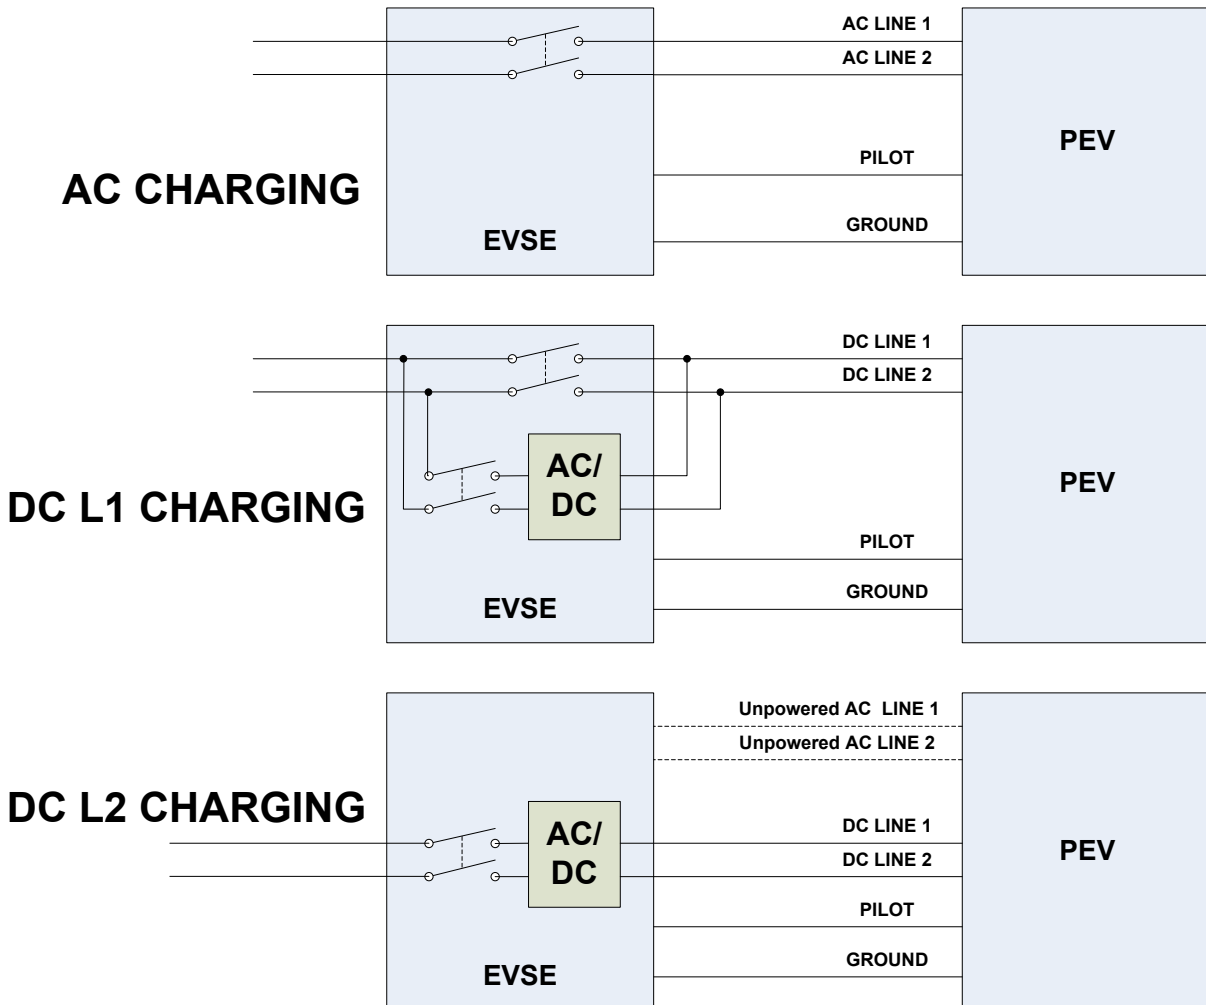 AC LINE 1
AC LINE 2
PEV
PILOT
AC CHARGING
GROUND
EVSE
DC LINE 1
DC LINE 2
AC/
DC
PEV
DC L1 CHARGING
PILOT
GROUND
EVSE
Unpowered AC  LINE 1
Unpowered AC LINE 2
DC L2 CHARGING
DC LINE 1
AC/
DC
PEV
DC LINE 2
PILOT
GROUND
EVSE